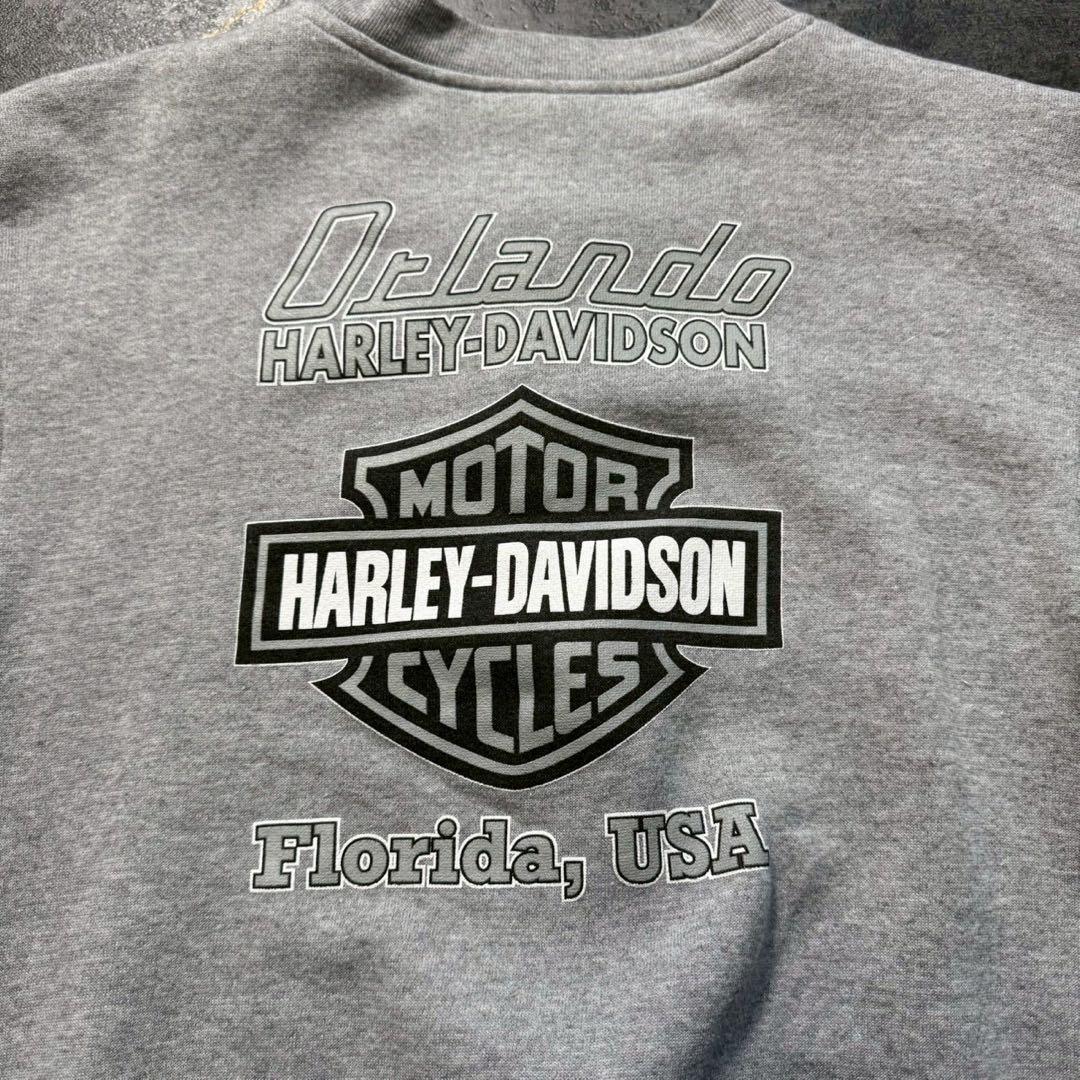 Orlando
HARLEY-DAVIDSON
MOTOR
HARLEY-DAVIDSON
CYCLES
Florida, USA